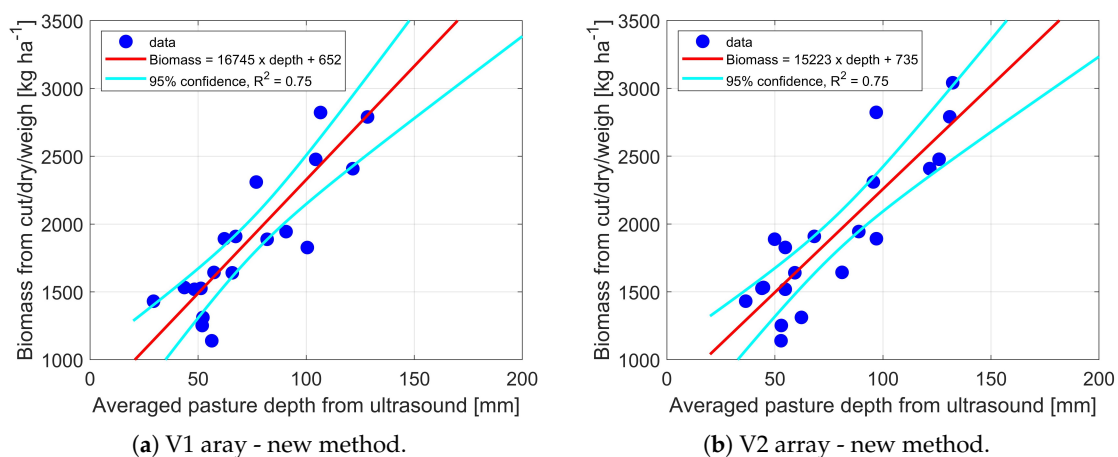 3500
3000
2500
2000
1500
1000
0
50
100
150
200
Biomass from cut/dry/weigh [kg ha⁻¹]
data
Biomass = 16745 x depth + 652
95% confidence, R² = 0.75
Averaged pasture depth from ultrasound [mm]
(a) V1 aray - new method.
3500
3000
2500
2000
1500
1000
0
50
100
150
200
Biomass from cut/dry/weigh [kg ha⁻¹]
data
Biomass = 15223 x depth + 735
95% confidence, R² = 0.75
Averaged pasture depth from ultrasound [mm]
(b) V2 array - new method.